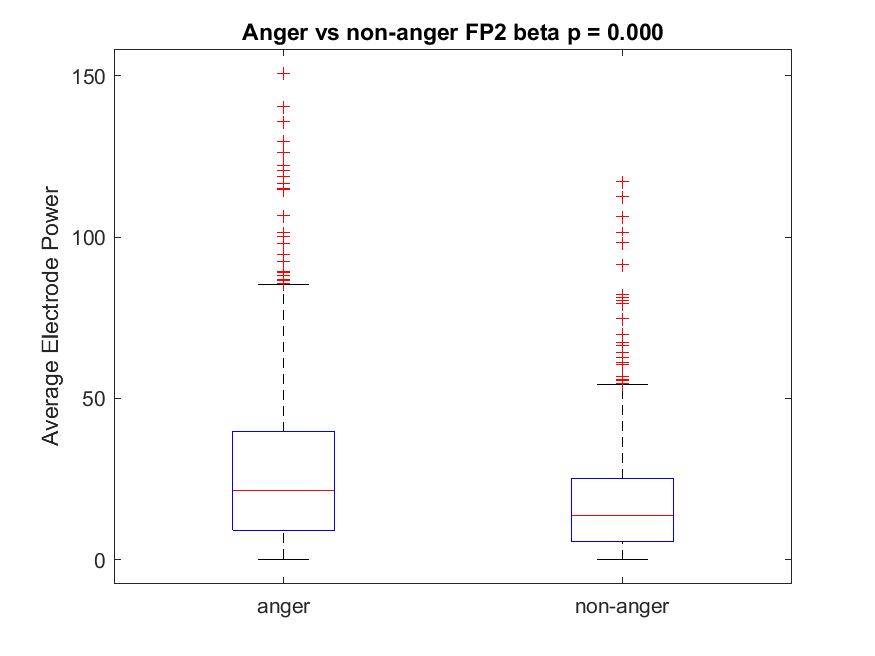 Anger vs non-anger FP2 beta p = 0.000
Average Electrode Power
150
100
50
0
anger non-anger